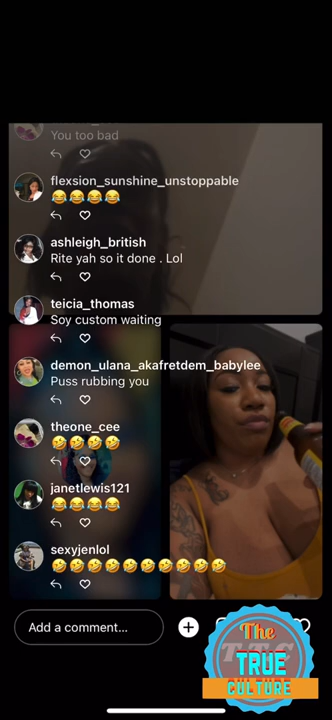 You too bad
flexsion_sunshine_unstoppable
😂😂😂😂
ashleigh_british
Rite yah so it done . Lol
teicia_thomas
Soy custom waiting
demon_ulana_akafretdem_babylee
Puss rubbing you
theone_cee
🤣🤣🤣🤣
janetlewis121
😂😂😂😂
sexyjenlol
🤣🤣🤣🤣🤣🤣🤣🤣🤣🤣
Add a comment...
The
TRUE
CULTURE